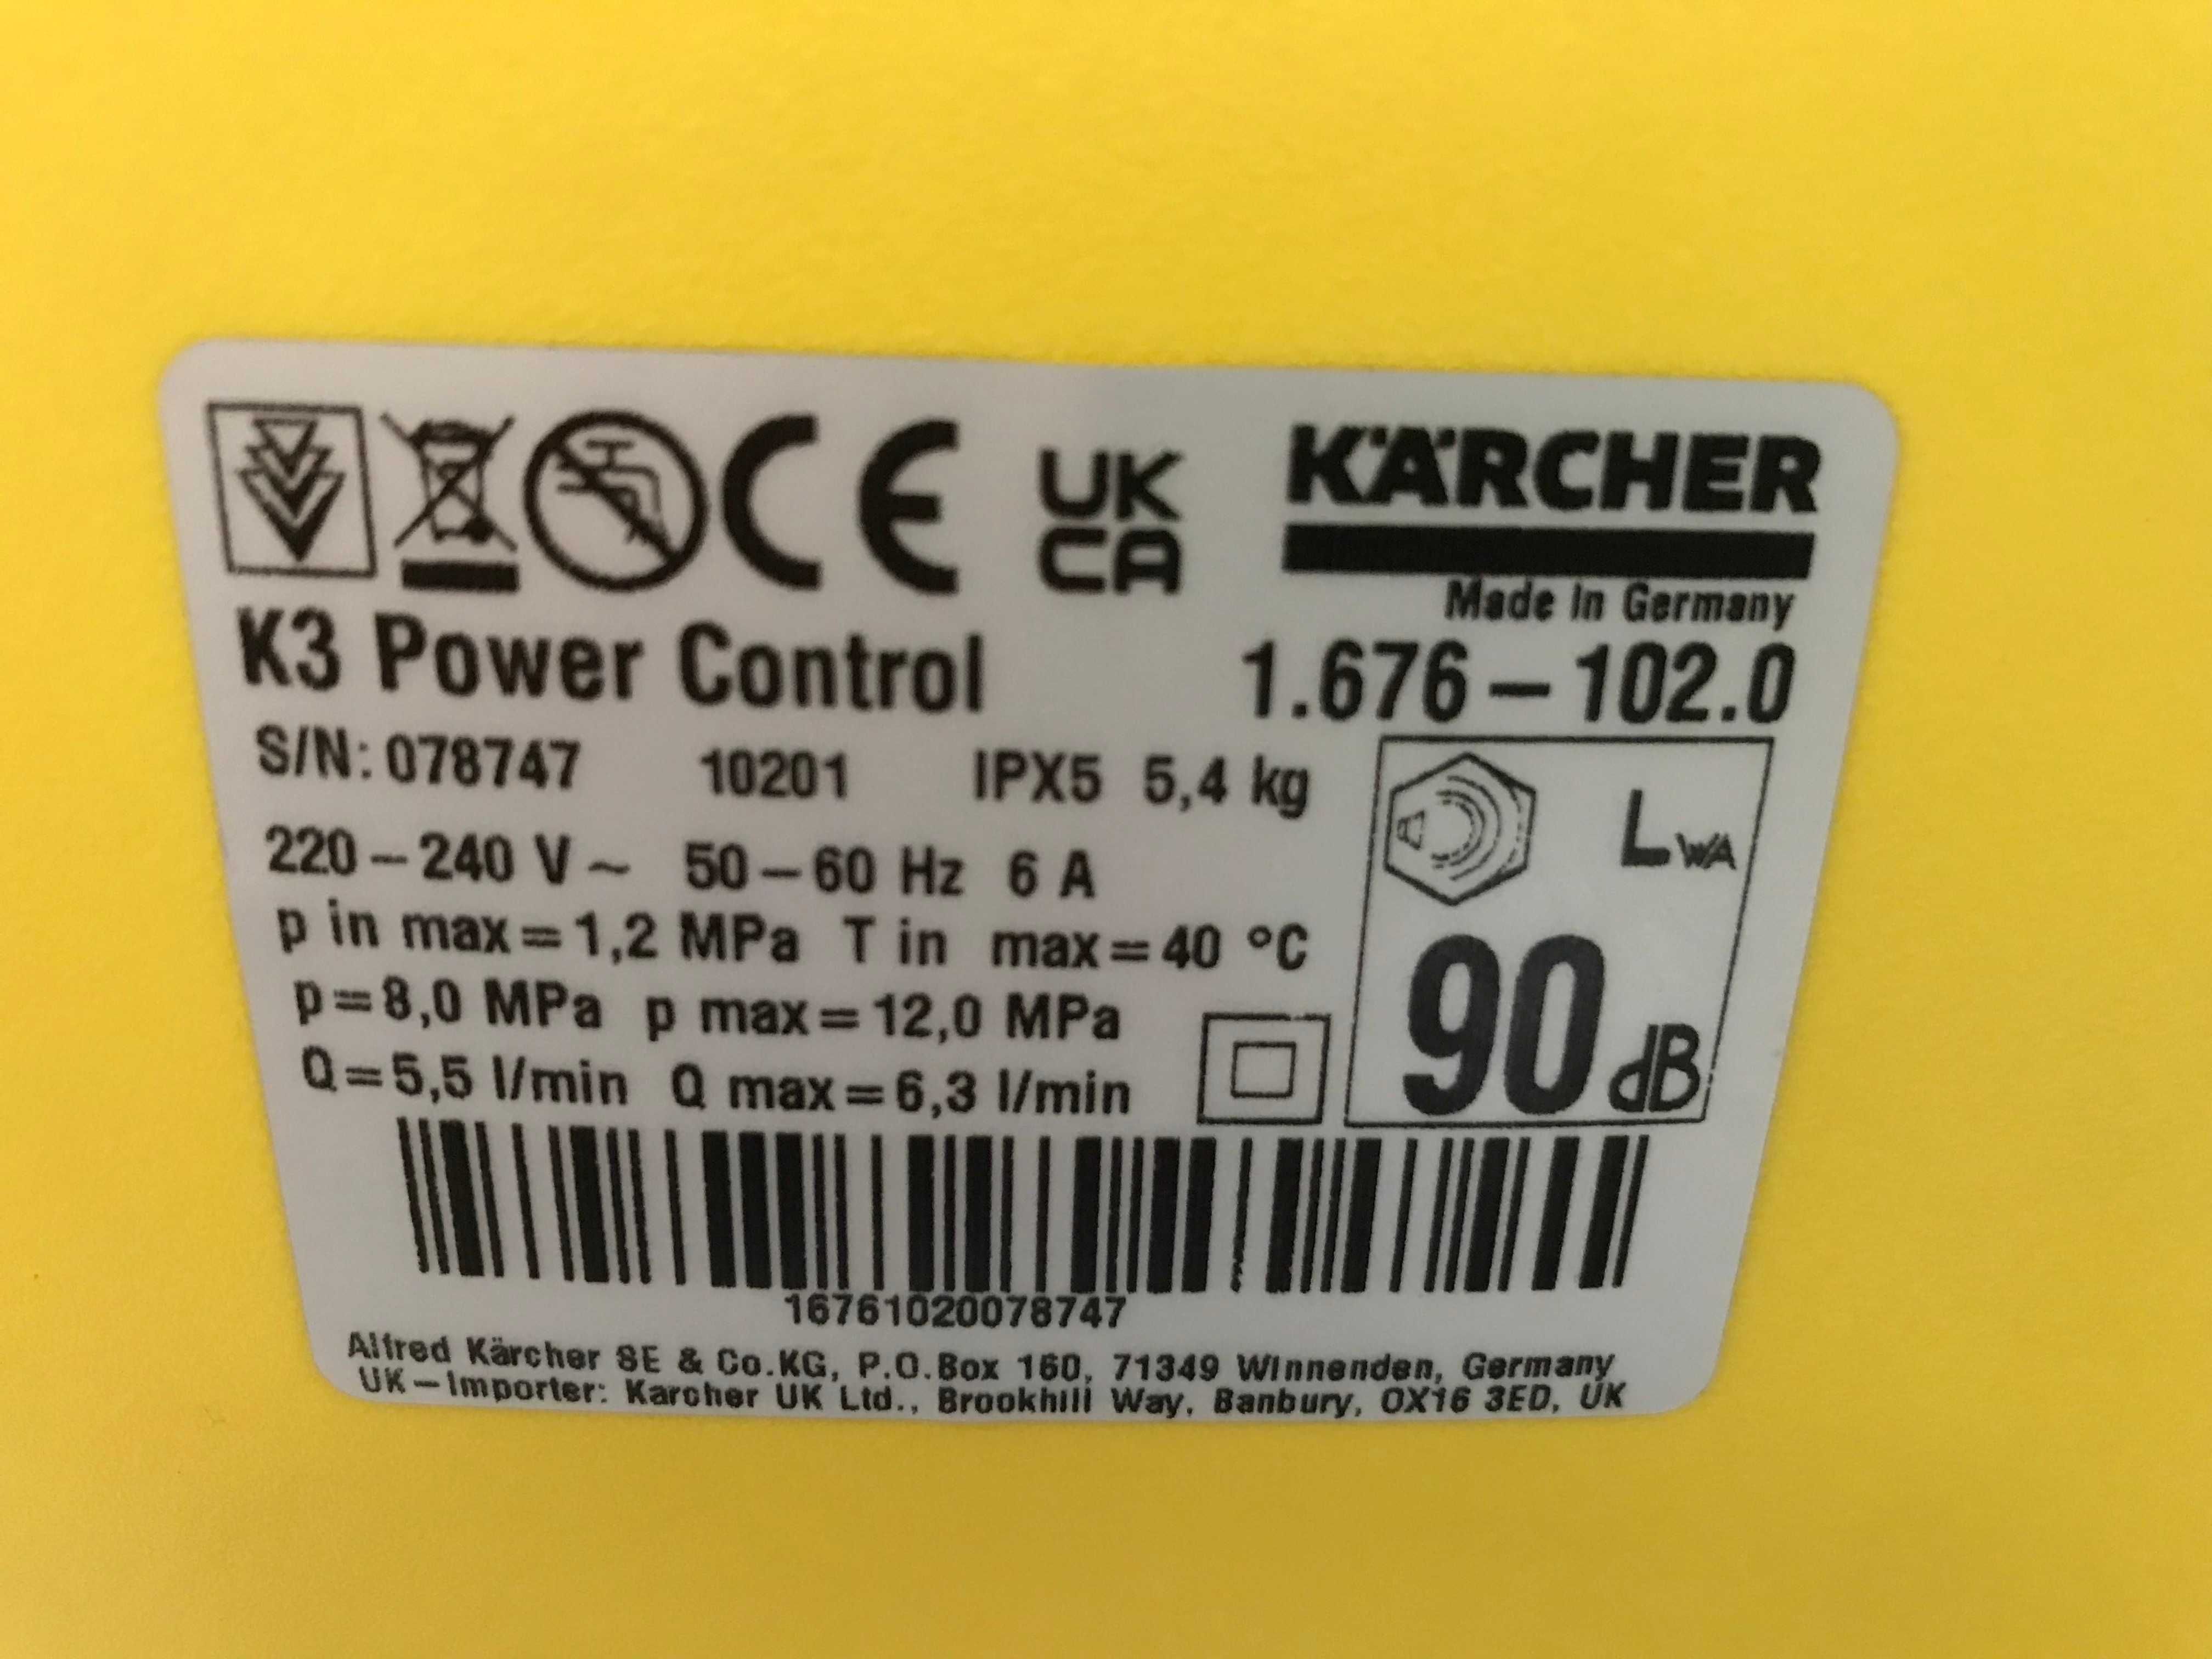 CE
UK
CA
KÄRCHER
Made in Germany
K3 Power Control 1.676–102.0
S/N: 078747 10201 IPX5 5,4 kg
220–240 V~ 50–60 Hz 6 A
p in max=1,2 MPa T in max=40 °C
p=8,0 MPa p max=12,0 MPa
Q=5,5 l/min Q max=6,3 l/min
LWA
90 dB
16761020078747
Alfred Kärcher SE & Co.KG, P.O.Box 160, 71349 Winnenden, Germany
UK–Importer: Karcher UK Ltd., Brookhill Way, Banbury, OX16 3ED, UK